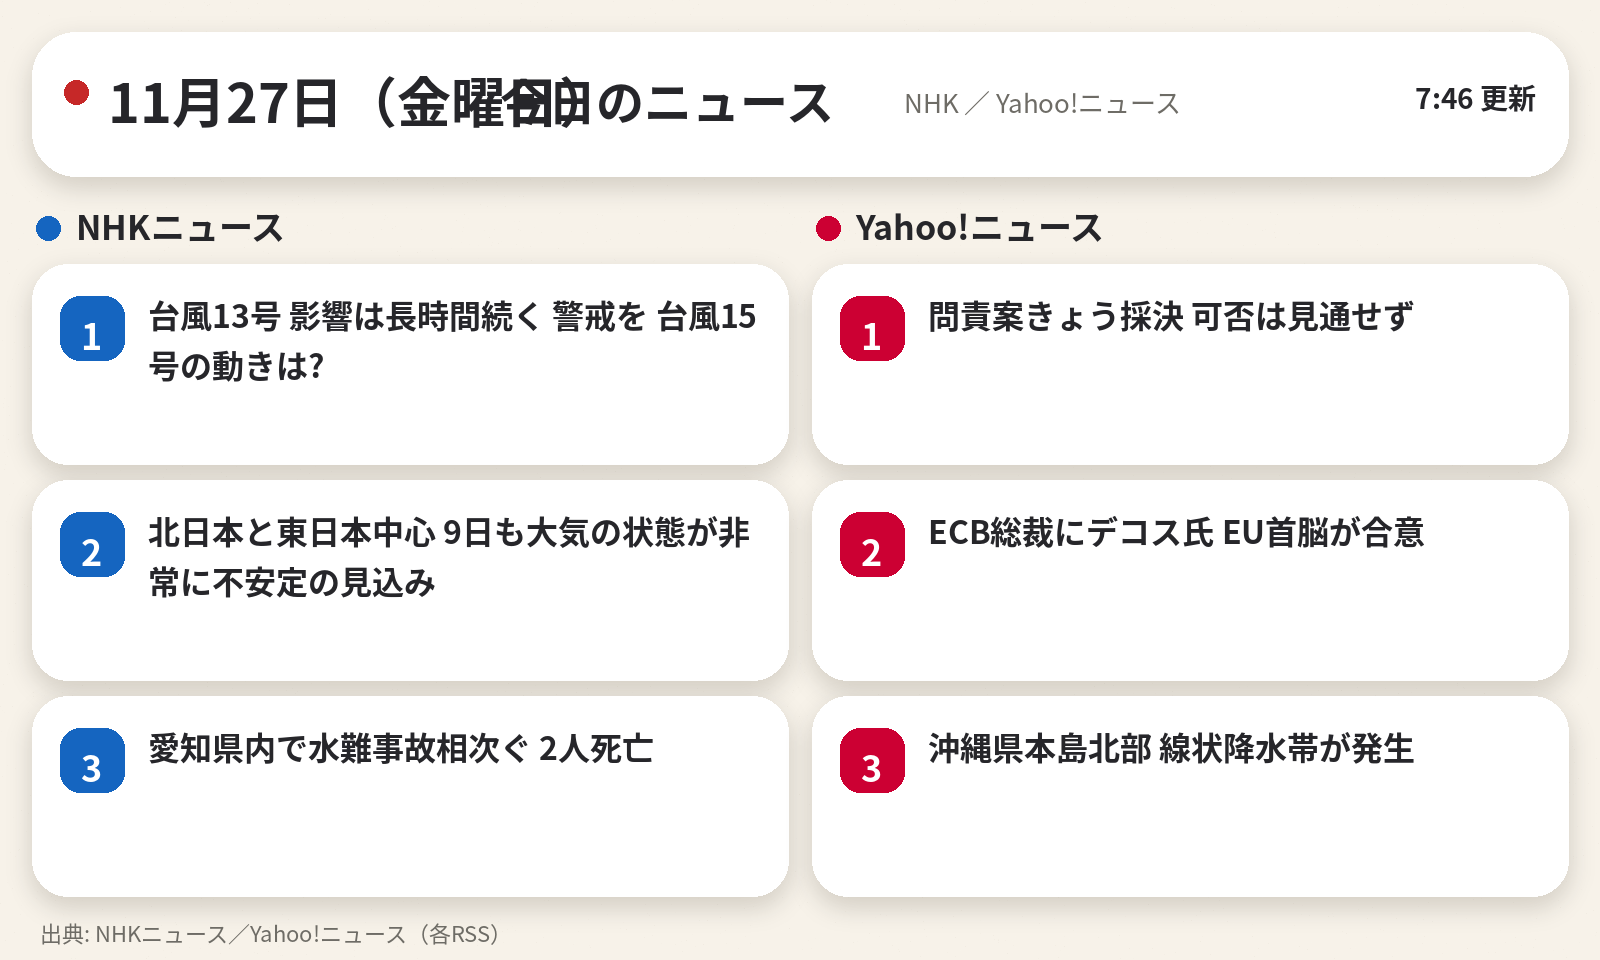 11月27日（金曜日）
今日のニュース
NHK ／ Yahoo!ニュース
7:46 更新
NHKニュース
1
台風13号 影響は長時間続く 警戒を 台風15
号の動きは?
2
北日本と東日本中心 9日も大気の状態が非
常に不安定の見込み
3
愛知県内で水難事故相次ぐ 2人死亡
Yahoo!ニュース
1
問責案きょう採決 可否は見通せず
2
ECB総裁にデコス氏 EU首脳が合意
3
沖縄県本島北部 線状降水帯が発生
出典: NHKニュース／Yahoo!ニュース（各RSS）